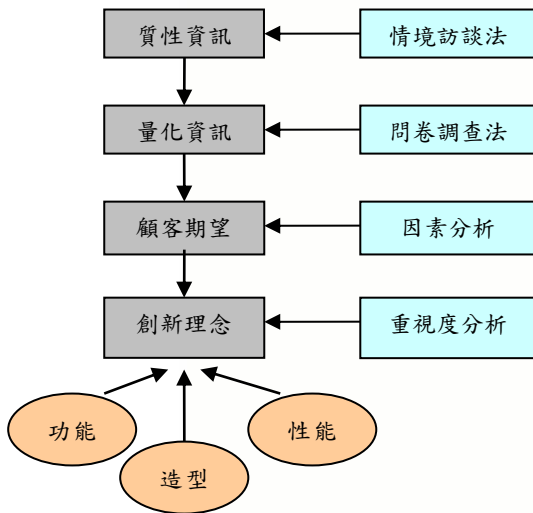 質性資訊
情境訪談法
量化資訊
問卷調查法
顧客期望
因素分析
創新理念
重視度分析
功能
性能
造型